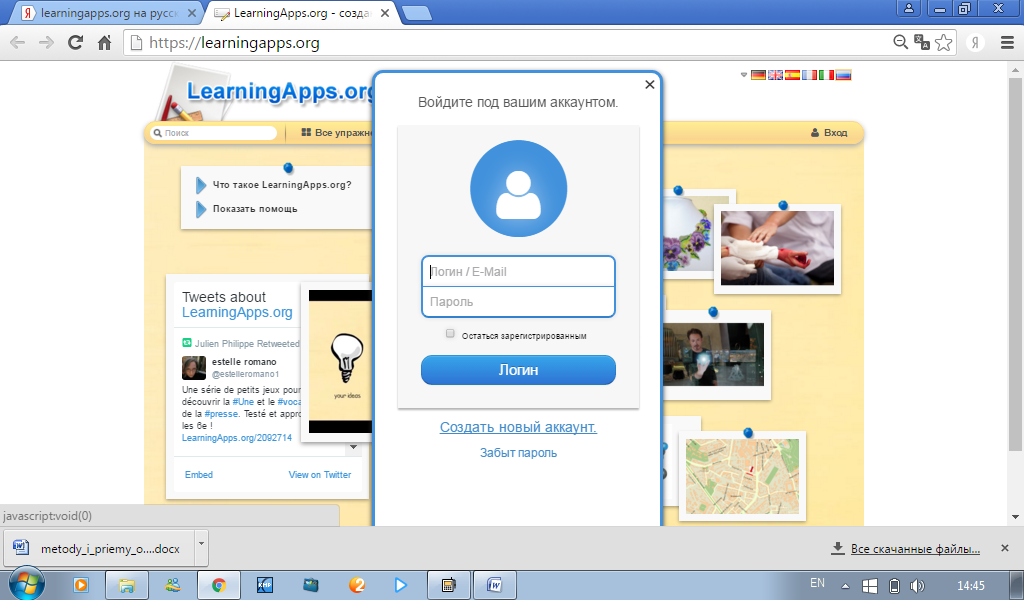 learningapps.org на русск
LearningApps.org - созда
https://learningapps.org
LearningApps.org
Поиск
Все упражне
Вход
Что такое LearningApps.org?
Показать помощь
Tweets about
LearningApps.org
Julien Philippe Retweeted
estelle romano
@estelleromano1
Une série de petits jeux pour
découvrir la #Une et le #voca
de la #presse. Testé et appro
les 6e !
LearningApps.org/2092714
Embed
View on Twitter
your ideas
Войдите под вашим аккаунтом.
Логин / E-Mail
Пароль
Остаться зарегистрированным
Логин
Создать новый аккаунт.
Забыт пароль
javascript:void(0)
metody_i_priemy_o....docx
Все скачанные файлы...
EN
14:45